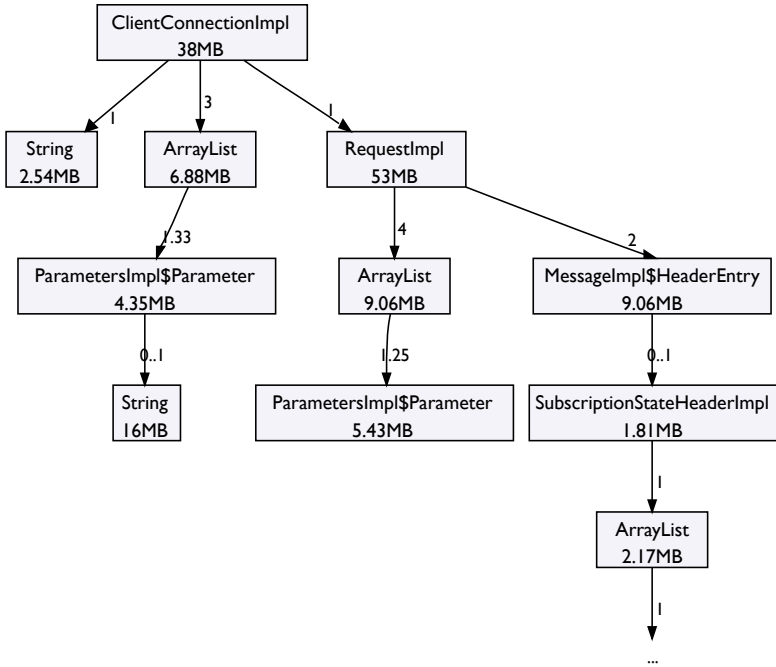 ClientConnectionImpl
38MB
1
3
1
String
2.54MB
ArrayList
6.88MB
RequestImpl
53MB
1.33
4
2
ParametersImpl$Parameter
4.35MB
ArrayList
9.06MB
MessageImpl$HeaderEntry
9.06MB
0..1
1.25
0..1
String
16MB
ParametersImpl$Parameter
5.43MB
SubscriptionStateHeaderImpl
1.81MB
1
ArrayList
2.17MB
1
...